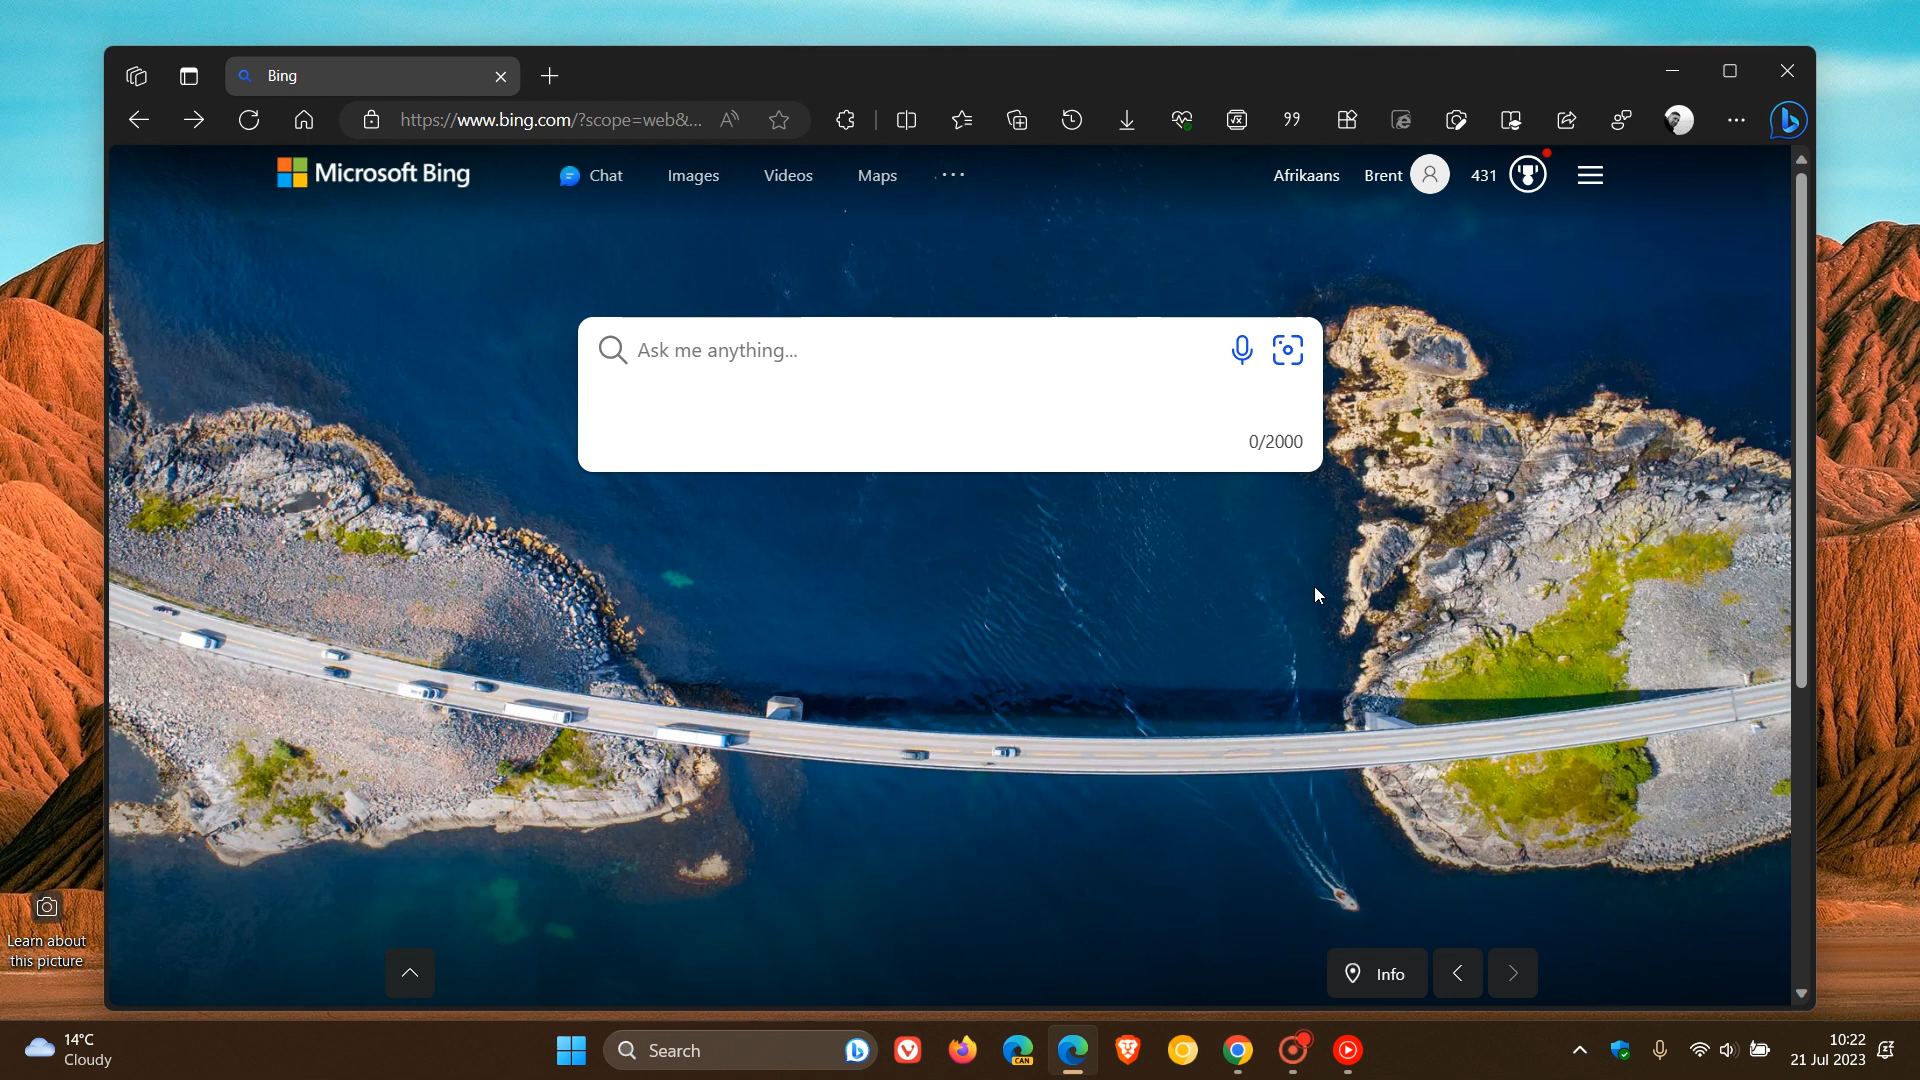 Bing
https://www.bing.com/?scope=web&...
Microsoft Bing
Chat
Images
Videos
Maps
Afrikaans
Brent
431
Ask me anything...
0/2000
Learn about
this picture
Info
14°C
Cloudy
Search
CAN
10:22
21 Jul 2023